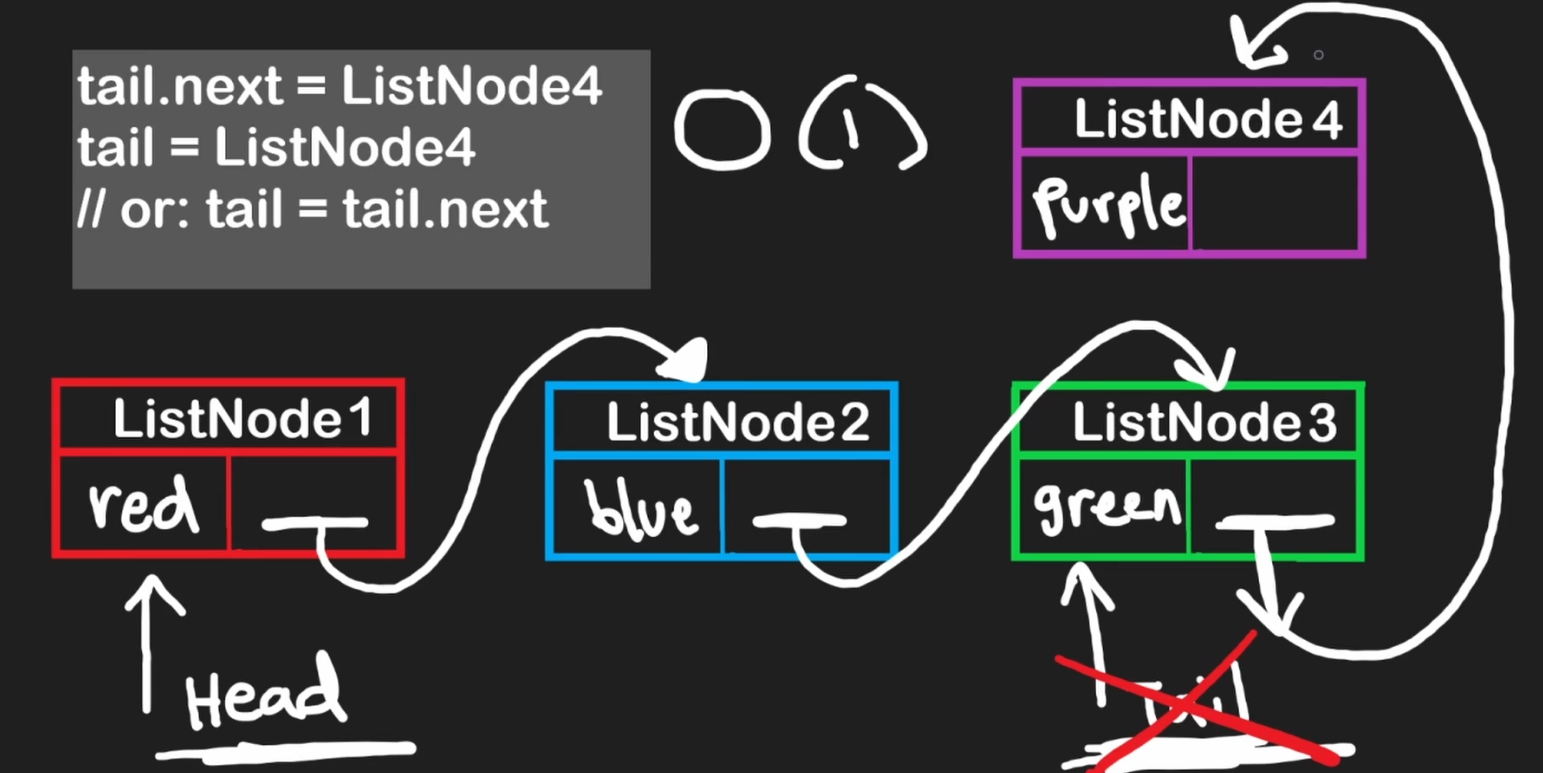 tail.next = ListNode4
tail = ListNode4
// or: tail = tail.next
O(1)
ListNode4
purple
ListNode1
red
ListNode2
blue
ListNode3
green
Head
Tail